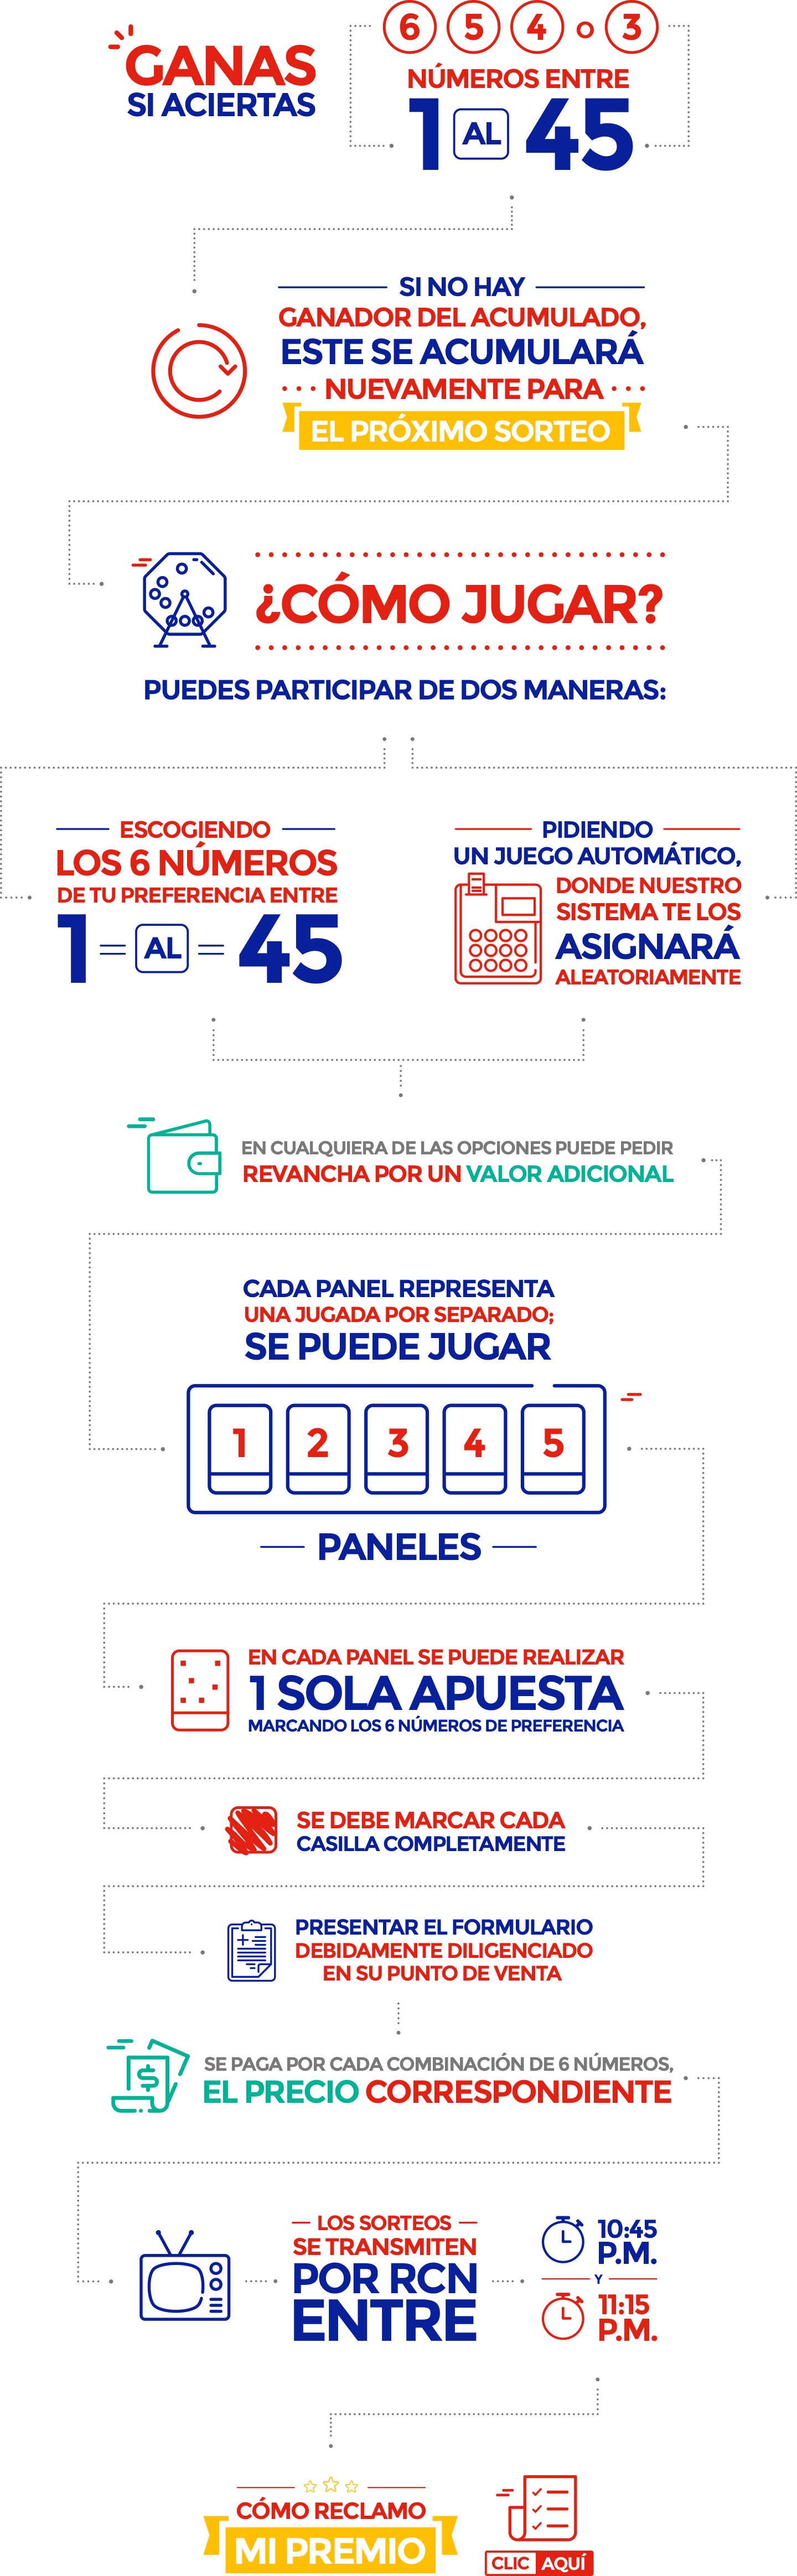 GANAS
SI ACIERTAS
6 5 4 o 3
NÚMEROS ENTRE
1 AL 45
SI NO HAY
GANADOR DEL ACUMULADO,
ESTE SE ACUMULARÁ
NUEVAMENTE PARA
EL PRÓXIMO SORTEO
¿CÓMO JUGAR?
PUEDES PARTICIPAR DE DOS MANERAS:
ESCOGIENDO
LOS 6 NÚMEROS
DE TU PREFERENCIA ENTRE
1 AL 45
PIDIENDO
UN JUEGO AUTOMÁTICO,
DONDE NUESTRO
SISTEMA TE LOS
ASIGNARÁ
ALEATORIAMENTE
EN CUALQUIERA DE LAS OPCIONES PUEDE PEDIR
REVANCHA POR UN VALOR ADICIONAL
CADA PANEL REPRESENTA
UNA JUGADA POR SEPARADO;
SE PUEDE JUGAR
1 2 3 4 5
PANELES
EN CADA PANEL SE PUEDE REALIZAR
1 SOLA APUESTA
MARCANDO LOS 6 NÚMEROS DE PREFERENCIA
SE DEBE MARCAR CADA
CASILLA COMPLETAMENTE
PRESENTAR EL FORMULARIO
DEBIDAMENTE DILIGENCIADO
EN SU PUNTO DE VENTA
$
SE PAGA POR CADA COMBINACIÓN DE 6 NÚMEROS,
EL PRECIO CORRESPONDIENTE
LOS SORTEOS
SE TRANSMITEN
POR RCN
ENTRE
10:45
P.M.
Y
11:15
P.M.
CÓMO RECLAMO
MI PREMIO
CLIC AQUÍ